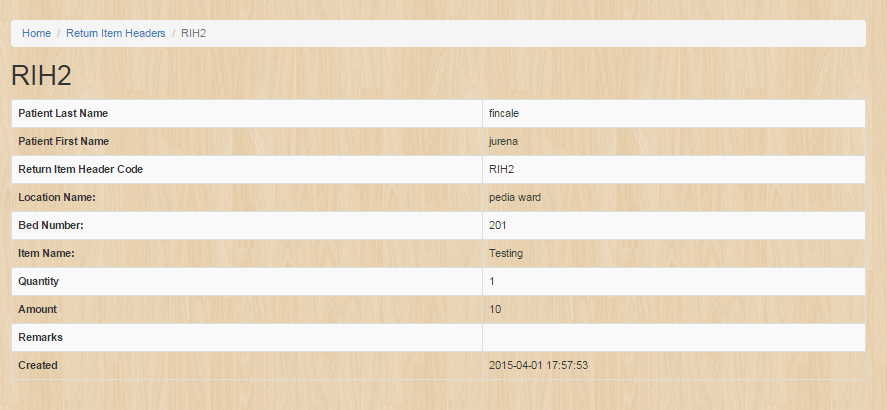 Home / Return Item Headers / RIH2
RIH2
Patient Last Name fincale
Patient First Name jurena
Return Item Header Code RIH2
Location Name: pedia ward
Bed Number: 201
Item Name: Testing
Quantity 1
Amount 10
Remarks
Created 2015-04-01 17:57:53